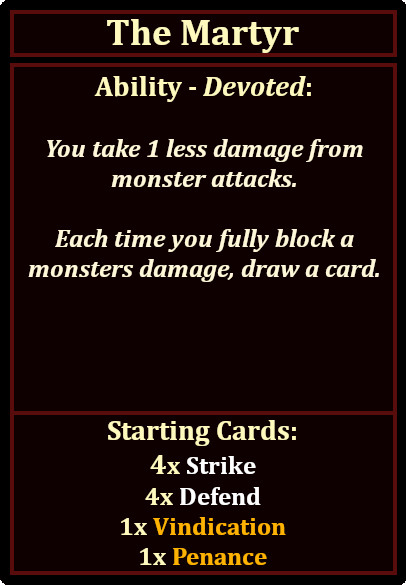 The Martyr
Ability - Devoted:
You take 1 less damage from
monster attacks.
Each time you fully block a
monsters damage, draw a card.
Starting Cards:
4x Strike
4x Defend
1x Vindication
1x Penance